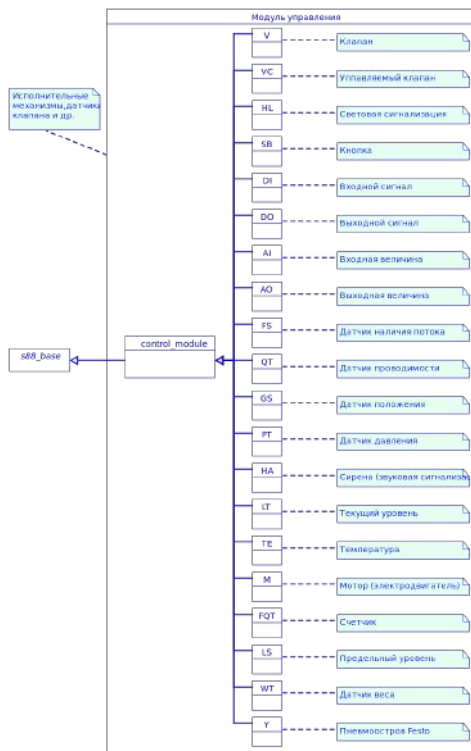 Модуль управления
V
Клапан
VC
Управляемый клапан
Исполнительные
механизмы,датчики
клапана и др.
HL
Световая сигнализация
SB
Кнопка
DI
Входной сигнал
DO
Выходной сигнал
AI
Входная величина
AO
Выходная величина
FS
Датчик наличия потока
s88_base
control_module
QT
Датчик проводимости
GS
Датчик положения
PT
Датчик давления
HA
Сирена (звуковая сигнализа
LT
Текущий уровень
TE
Температура
M
Мотор (электродвигатель)
FQT
Счетчик
LS
Предельный уровень
WT
Датчик веса
Y
Пневмоостров Festo